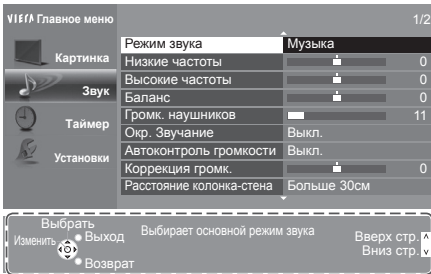 VIErA Главное меню 1/2
Картинка
Звук
Таймер
Установки
Режим звука Музыка
Низкие частоты 0
Высокие частоты 0
Баланс 0
Громк. наушников 11
Окр. Звучание Выкл.
Автоконтроль громкости Выкл.
Коррекция громк. 0
Расстояние колонка-стена Больше 30см
Выбрать
Изменить
Выход
Возврат
Выбирает основной режим звука
Вверх стр.
Вниз стр.